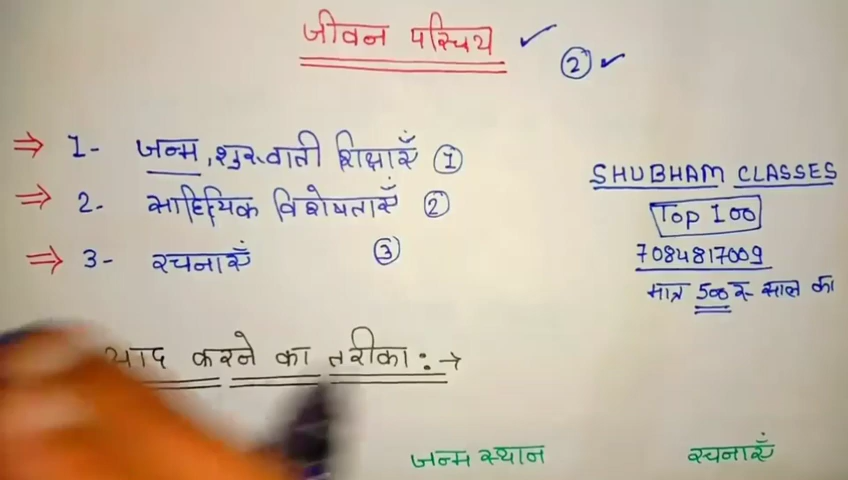 जीवन परिचय
②
1- जन्म, शुरुवाती शिक्षाएँ ①
2. साहित्यिक विशेषताएँ ②
3- रचनाएँ ③
SHUBHAM CLASSES
Top 100
7084817009
मात्र 500 रु साल का
याद करने का तरीका :→
जन्म स्थान रचनाएँ